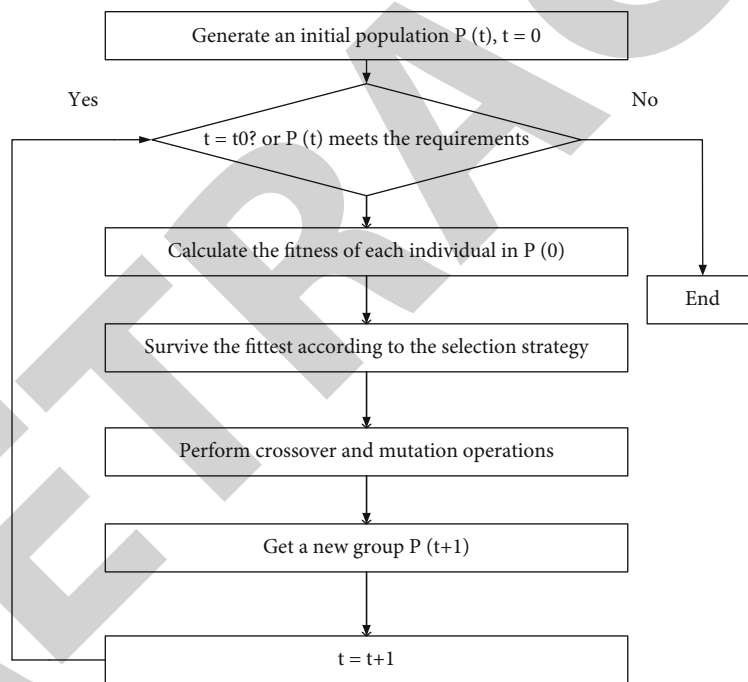 Generate an initial population P (t), t = 0
Yes
No
t = t0? or P (t) meets the requirements
Calculate the fitness of each individual in P (0)
End
Survive the fittest according to the selection strategy
Perform crossover and mutation operations
Get a new group P (t+1)
t = t+1
ETRAC